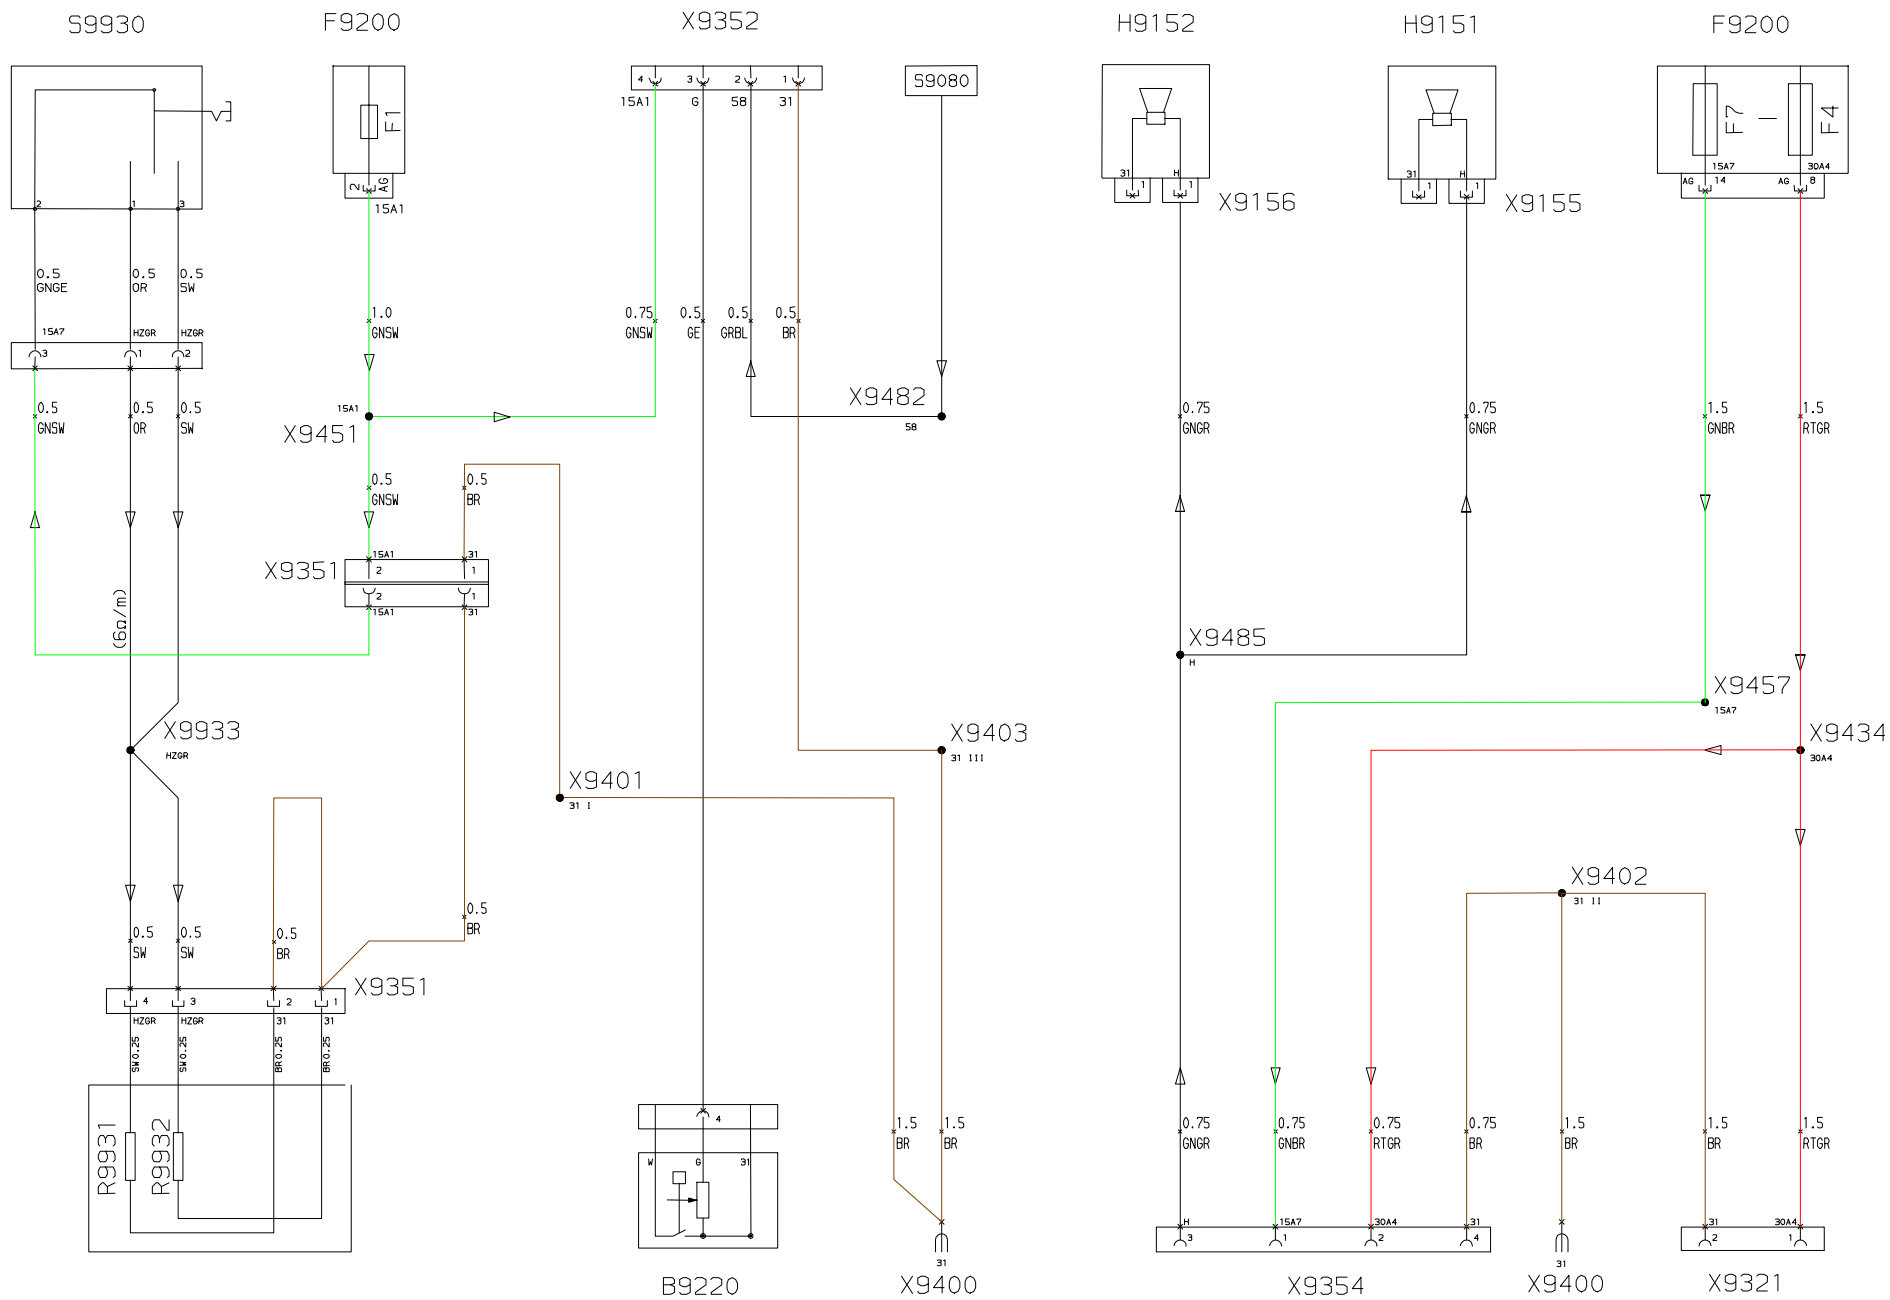 S9930 F9200 X9352 H9152 H9151 F9200
4 3 2 1 S9080
15A1 G 58 31
F1
F7 F4
15A7 30A4
31 H 31 H
AG 14 AG 8
2 AG
1 1 1 1
15A1
X9156 X9155
2 1 3
0.5 0.5 0.5
GNGE OR SW
1.0 0.75 0.5 0.5 0.5
GNSW GNSW GE GRBL BR
15A7 HZGR HZGR
3 1 2
X9482
58
0.5 0.5 0.5
GNSW OR SW
15A1
X9451
0.75 0.75 1.5 1.5
GNGR GNGR GNBR RTGR
0.5 0.5
GNSW BR
15A1 31
X9351
2 1
2 1
15A1 31
(6Ω/m)
X9485
H
X9457
15A7
X9933
HZGR
X9403
31 III
X9434
30A4
X9401
31 I
X9402
31 II
0.5
BR
0.5 0.5 0.5
SW SW BR
X9351
4 3 2 1
HZGR HZGR 31 31
SW0.25 SW0.25 BR0.25 BR0.25
R9931 R9932
4
W G 31
1.5 1.5
BR BR
0.75 0.75 0.75 0.75 1.5 1.5 1.5
GNGR GNBR RTGR BR BR BR RTGR
H 15A7 30A4 31 31 30A4
3 1 2 4 2 1
31 31
B9220 X9400 X9354 X9400 X9321